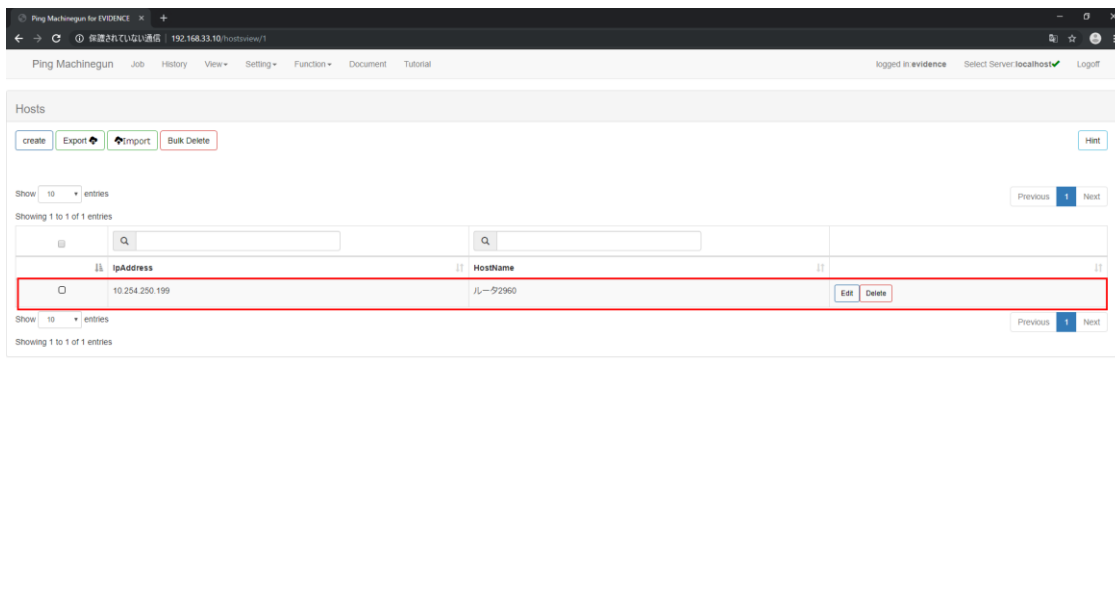 Ping Machinegun for EVIDENCE × +
保護されていない通信 | 192.168.33.10/hostsview/1
Ping Machinegun Job History View Setting Function Document Tutorial logged in:evidence Select Server:localhost✔ Logoff
Hosts
create Export Import Bulk Delete Hint
Show 10 entries Previous 1 Next
Showing 1 to 1 of 1 entries
IpAddress HostName
10.254.250.199 ルータ2960 Edit Delete
Show 10 entries Previous 1 Next
Showing 1 to 1 of 1 entries